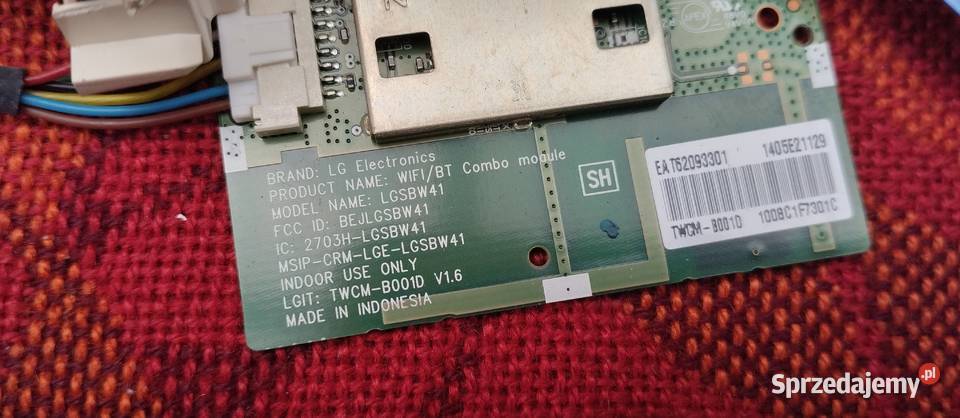 BRAND: LG Electronics
PRODUCT NAME: WIFI/BT Combo module
MODEL NAME: LGSBW41
FCC ID: BEJLGSBW41
IC: 2703H-LGSBW41
MSIP-CRM-LGE-LGSBW41
INDOOR USE ONLY
LGIT: TWCM-B001D V1.6
MADE IN INDONESIA
SH
EAT62093301 1405E21129
TWCM-B001D 1008C1F7301C
Sprzedajemy.pl